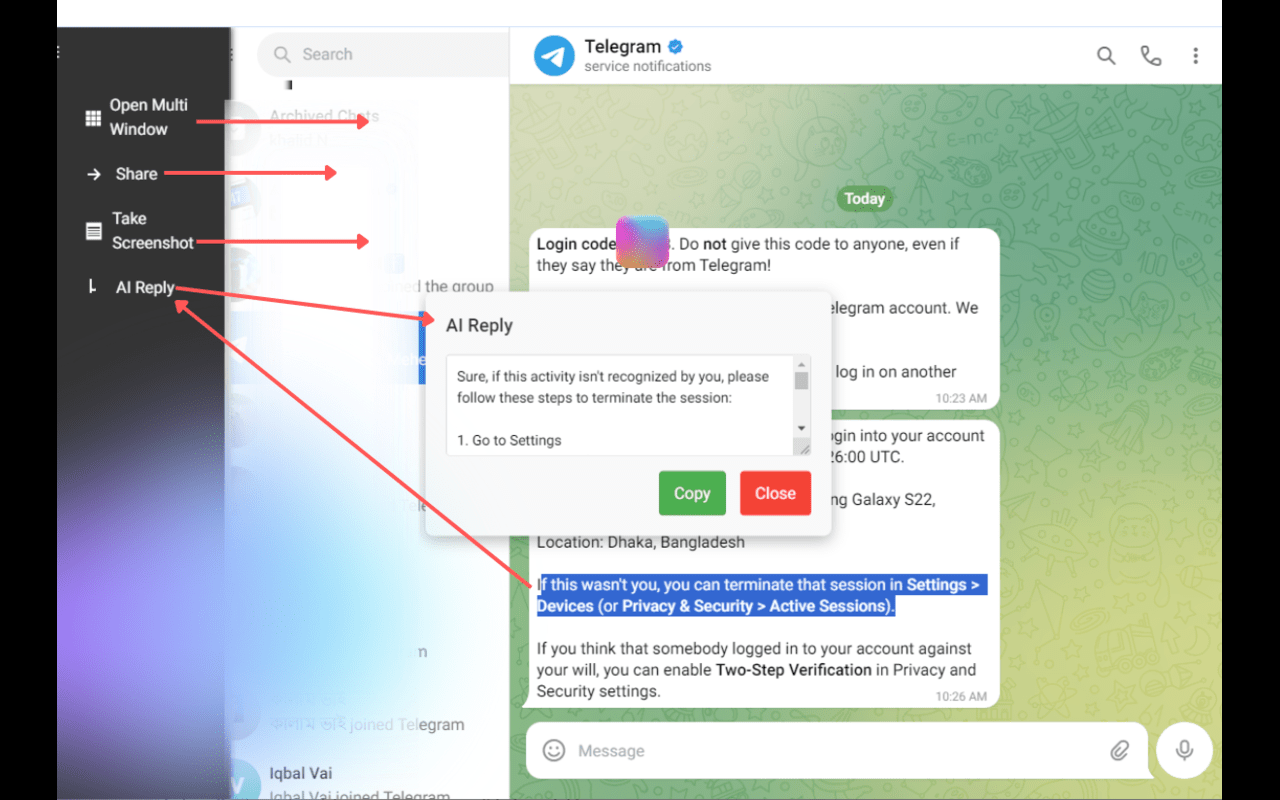 Open Multi
Window
Share
Take
Screenshot
AI Reply
Search
Archived Chats
ed the group
m
কালাম ভাই joined Telegram
Iqbal Vai
Iqbal Vai joined Telegram
Telegram
service notifications
Today
Login code. Do not give this code to anyone, even if
they say they are from Telegram!
elegram account. We
log in on another
10:23 AM
AI Reply
Sure, if this activity isn't recognized by you, please
follow these steps to terminate the session:
1. Go to Settings
Copy
Close
gin into your account
26:00 UTC.
ng Galaxy S22,
Location: Dhaka, Bangladesh
If this wasn't you, you can terminate that session in Settings >
Devices (or Privacy & Security > Active Sessions).
If you think that somebody logged in to your account against
your will, you can enable Two-Step Verification in Privacy and
Security settings.
10:26 AM
Message